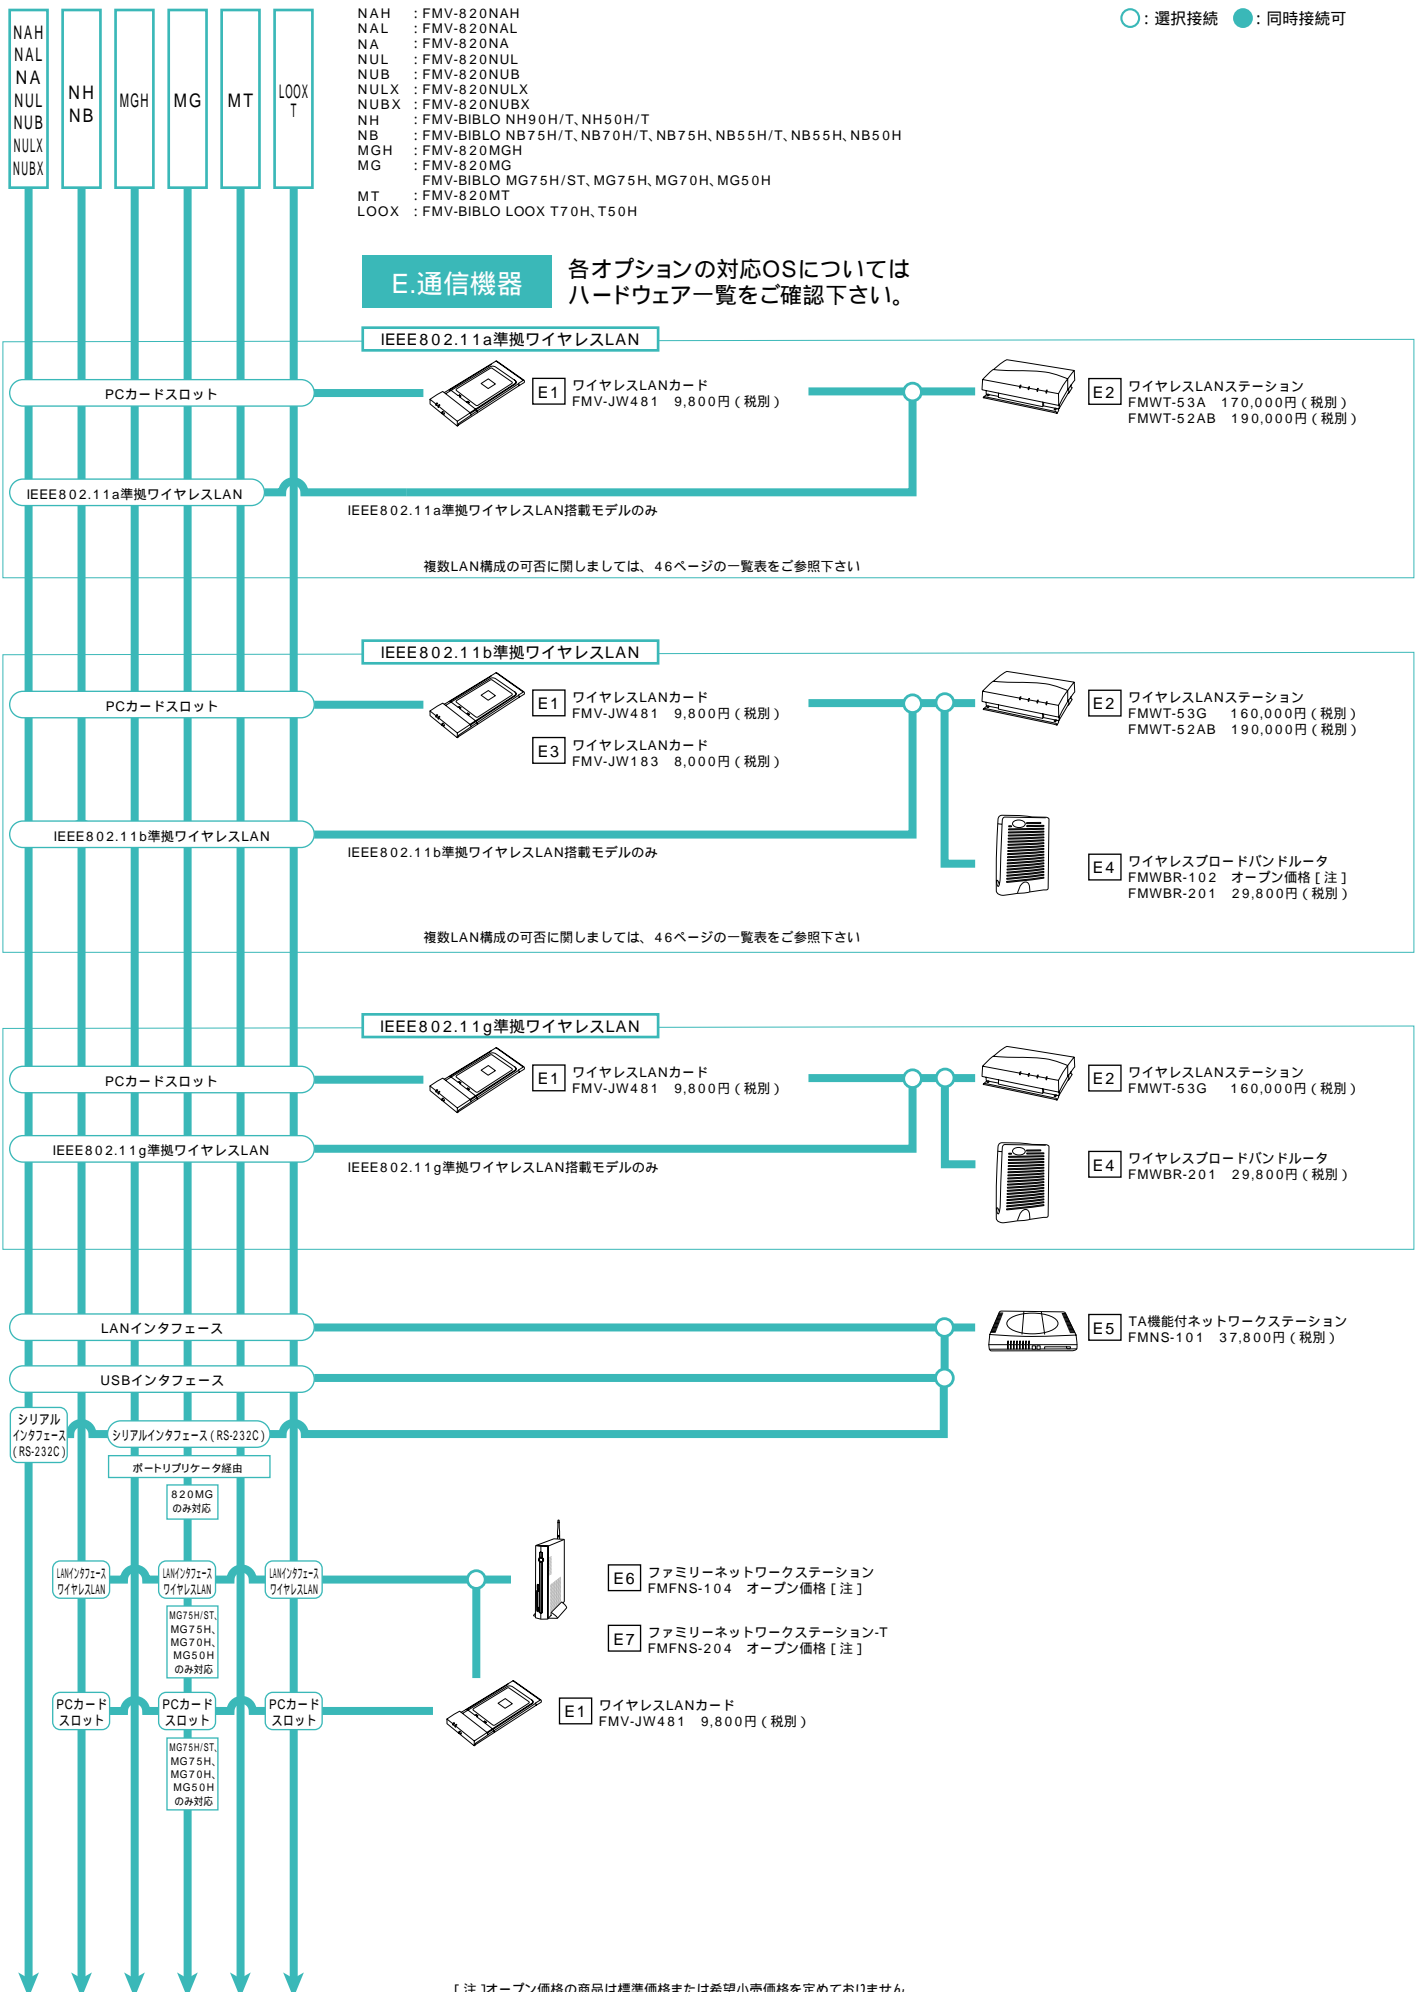 NAH
NAL
NA
NUL
NUB
NULX
NUBX
NH
NB
MGH
MG
MT
LOOX
T
NAH :FMV-820NAH
NAL :FMV-820NAL
NA :FMV-820NA
NUL :FMV-820NUL
NUB :FMV-820NUB
NULX :FMV-820NULX
NUBX :FMV-820NUBX
NH :FMV-BIBLO NH90H/T、NH50H/T
NB :FMV-BIBLO NB75H/T、NB70H/T、NB75H、NB55H/T、NB55H、NB50H
MGH :FMV-820MGH
MG :FMV-820MG
FMV-BIBLO MG75H/ST、MG75H、MG70H、MG50H
MT :FMV-820MT
LOOX :FMV-BIBLO LOOX T70H、T50H
○:選択接続 ●:同時接続可
E.通信機器
各オプションの対応OSについては
ハードウェア一覧をご確認下さい。
IEEE802.11a準拠ワイヤレスLAN
PCカードスロット
E1 ワイヤレスLANカード
FMV-JW481 9,800円(税別)
E2 ワイヤレスLANステーション
FMWT-53A 170,000円(税別)
FMWT-52AB 190,000円(税別)
IEEE802.11a準拠ワイヤレスLAN
IEEE802.11a準拠ワイヤレスLAN搭載モデルのみ
複数LAN構成の可否に関しましては、46ページの一覧表をご参照下さい
IEEE802.11b準拠ワイヤレスLAN
PCカードスロット
E1 ワイヤレスLANカード
FMV-JW481 9,800円(税別)
E3 ワイヤレスLANカード
FMV-JW183 8,000円(税別)
E2 ワイヤレスLANステーション
FMWT-53G 160,000円(税別)
FMWT-52AB 190,000円(税別)
IEEE802.11b準拠ワイヤレスLAN
IEEE802.11b準拠ワイヤレスLAN搭載モデルのみ
E4 ワイヤレスブロードバンドルータ
FMWBR-102 オープン価格[注]
FMWBR-201 29,800円(税別)
複数LAN構成の可否に関しましては、46ページの一覧表をご参照下さい
IEEE802.11g準拠ワイヤレスLAN
PCカードスロット
E1 ワイヤレスLANカード
FMV-JW481 9,800円(税別)
E2 ワイヤレスLANステーション
FMWT-53G 160,000円(税別)
IEEE802.11g準拠ワイヤレスLAN
IEEE802.11g準拠ワイヤレスLAN搭載モデルのみ
E4 ワイヤレスブロードバンドルータ
FMWBR-201 29,800円(税別)
LANインタフェース
E5 TA機能付ネットワークステーション
FMNS-101 37,800円(税別)
USBインタフェース
シリアル
インタフェース
(RS-232C)
シリアルインタフェース(RS-232C)
ポートリプリケータ経由
820MG
のみ対応
LANインタフェース
ワイヤレスLAN
LANインタフェース
ワイヤレスLAN
LANインタフェース
ワイヤレスLAN
E6 ファミリーネットワークステーション
FMFNS-104 オープン価格[注]
MG75H/ST、
MG75H、
MG70H、
MG50H
のみ対応
E7 ファミリーネットワークステーション-T
FMFNS-204 オープン価格[注]
PCカード
スロット
PCカード
スロット
PCカード
スロット
E1 ワイヤレスLANカード
FMV-JW481 9,800円(税別)
MG75H/ST、
MG75H、
MG70H、
MG50H
のみ対応
[注]オープン価格の商品は標準価格または希望小売価格を定めておりません